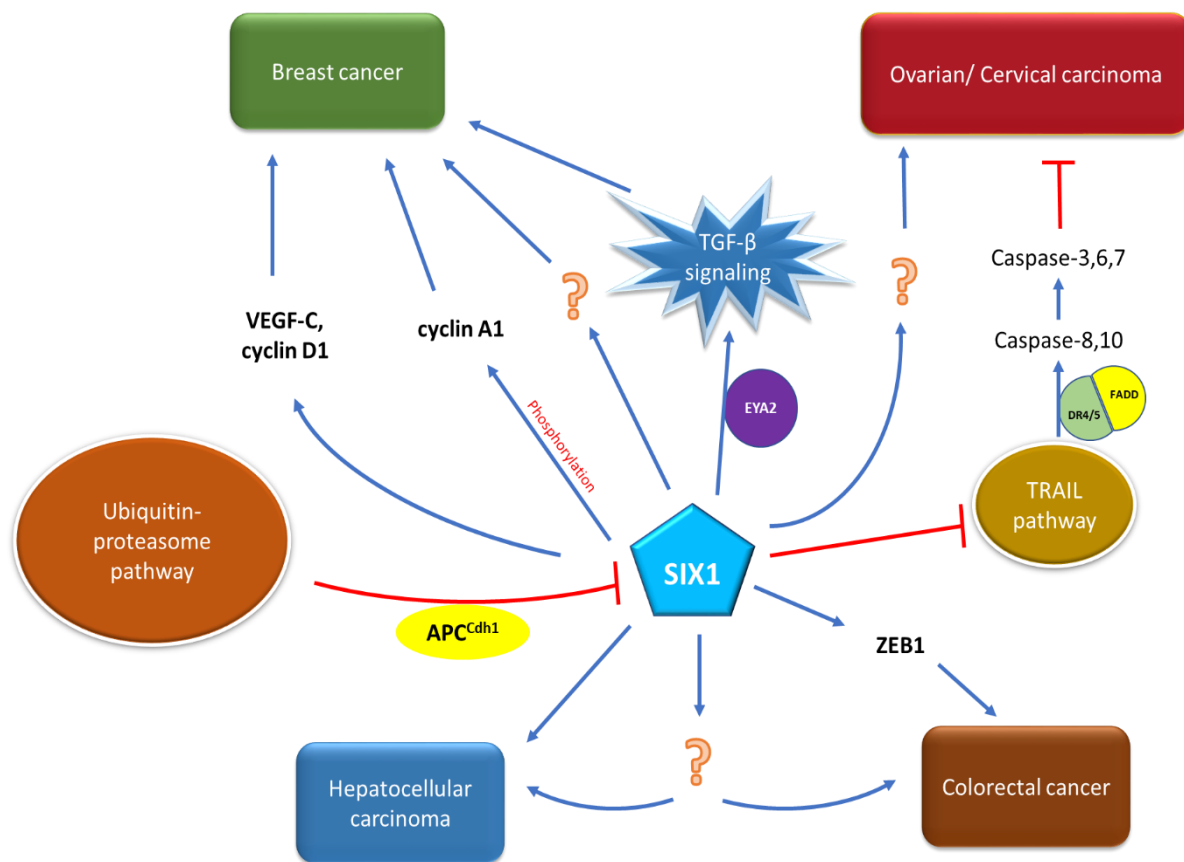 Breast cancer
Ovarian/ Cervical carcinoma
TGF-β
signaling
?
?
Caspase-3,6,7
VEGF-C,
cyclin D1
cyclin A1
Caspase-8,10
Phosphorylation
EYA2
DR4/5
FADD
Ubiquitin-
proteasome
pathway
TRAIL
pathway
SIX1
APCCdh1
ZEB1
?
Hepatocellular
carcinoma
Colorectal cancer